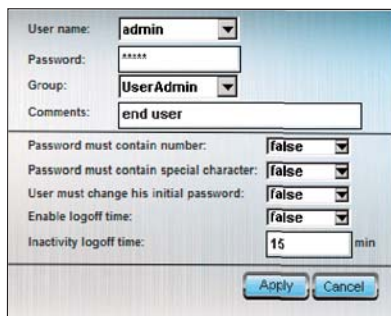 User name: admin
Password: *****
Group: UserAdmin
Comments: end user
Password must contain number: false
Password must contain special character: false
User must change his initial password: false
Enable logoff time: false
Inactivity logoff time: 15 min
Apply Cancel